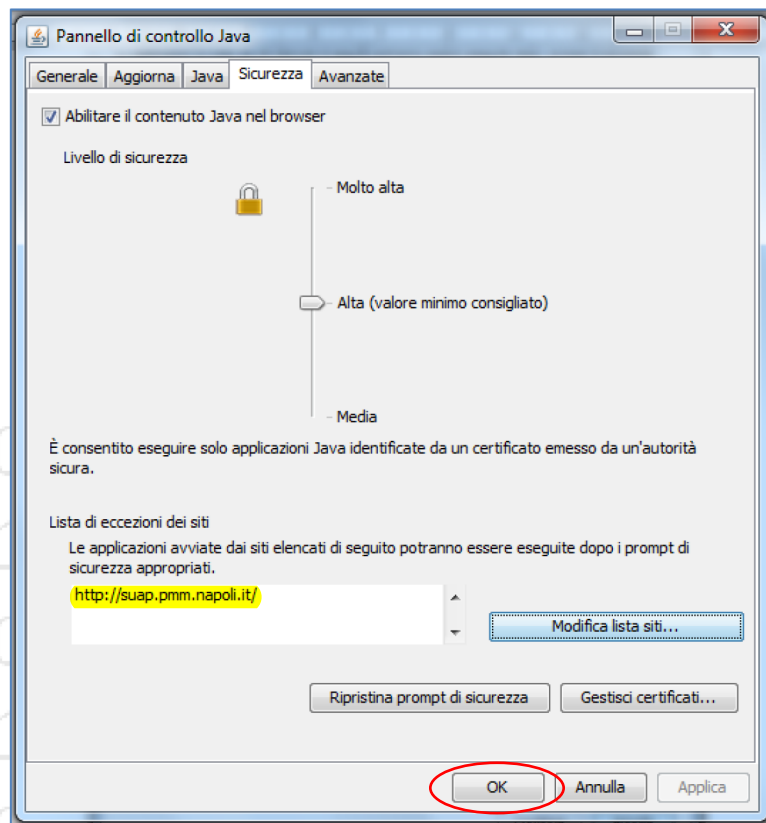 Pannello di controllo Java
Generale Aggiorna Java Sicurezza Avanzate
Abilitare il contenuto Java nel browser
Livello di sicurezza
Molto alta
Alta (valore minimo consigliato)
Media
È consentito eseguire solo applicazioni Java identificate da un certificato emesso da un'autorità
sicura.
Lista di eccezioni dei siti
Le applicazioni avviate dai siti elencati di seguito potranno essere eseguite dopo i prompt di
sicurezza appropriati.
http://suap.pmm.napoli.it/
Modifica lista siti...
Ripristina prompt di sicurezza Gestisci certificati...
OK Annulla Applica